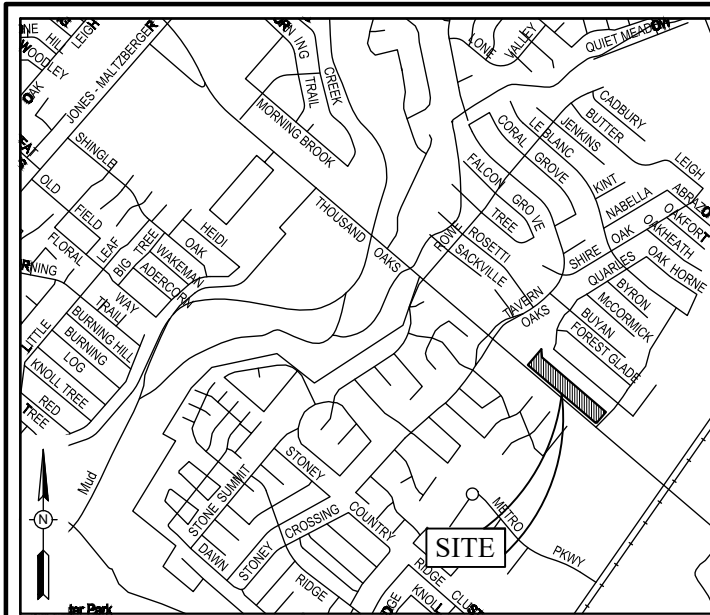 LONE
VALLEY
QUIET MEADOW
HILL
LEIGH
WOODLEY
OAK
JONES - MALTZBERGER
TRAIL
CREEK
MORNING BROOK
CADBURY
BUTTER
LEIGH
JENKINS
LE BLANC
CORAL
GROVE
KINT
NABELLA
SHINGLE
OLD
FIELD
FLORAL
LEAF
BIG TREE
HEIDI
OAK
WAKEMAN
ADERCORN
THOUSAND OAKS
FALCON
GROVE
TREE
ROWE
ROSETTI
SACKVILLE
SHIRE OAK
OAKFORT
OAKHEATH
OAK HORNE
QUARLES
TAVERN
OAKS
BYRON
McCORMICK
BUYAN
FOREST GLADE
WAY
TRAIL
BURNING HILL
BURNING
LOG
KNOLL TREE
RED
TREE
LITTLE
Mud
N
STONEY
STONE SUMMIT
STONEY CROSSING
COUNTRY
DAWN
RIDGE
METRO
PKWY
SITE
RIDGE
KNOLL